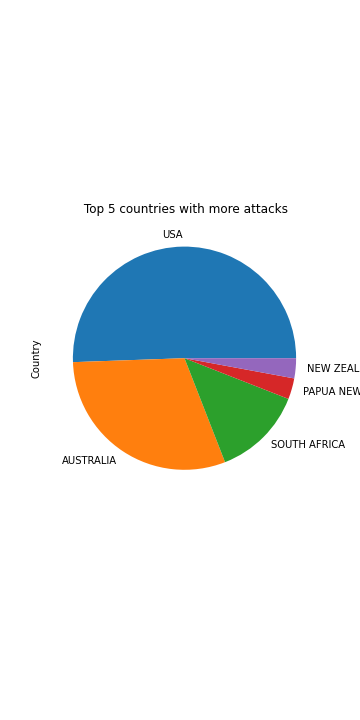 Top 5 countries with more attacks
USA
Country
NEW ZEAL
PAPUA NEW
SOUTH AFRICA
AUSTRALIA